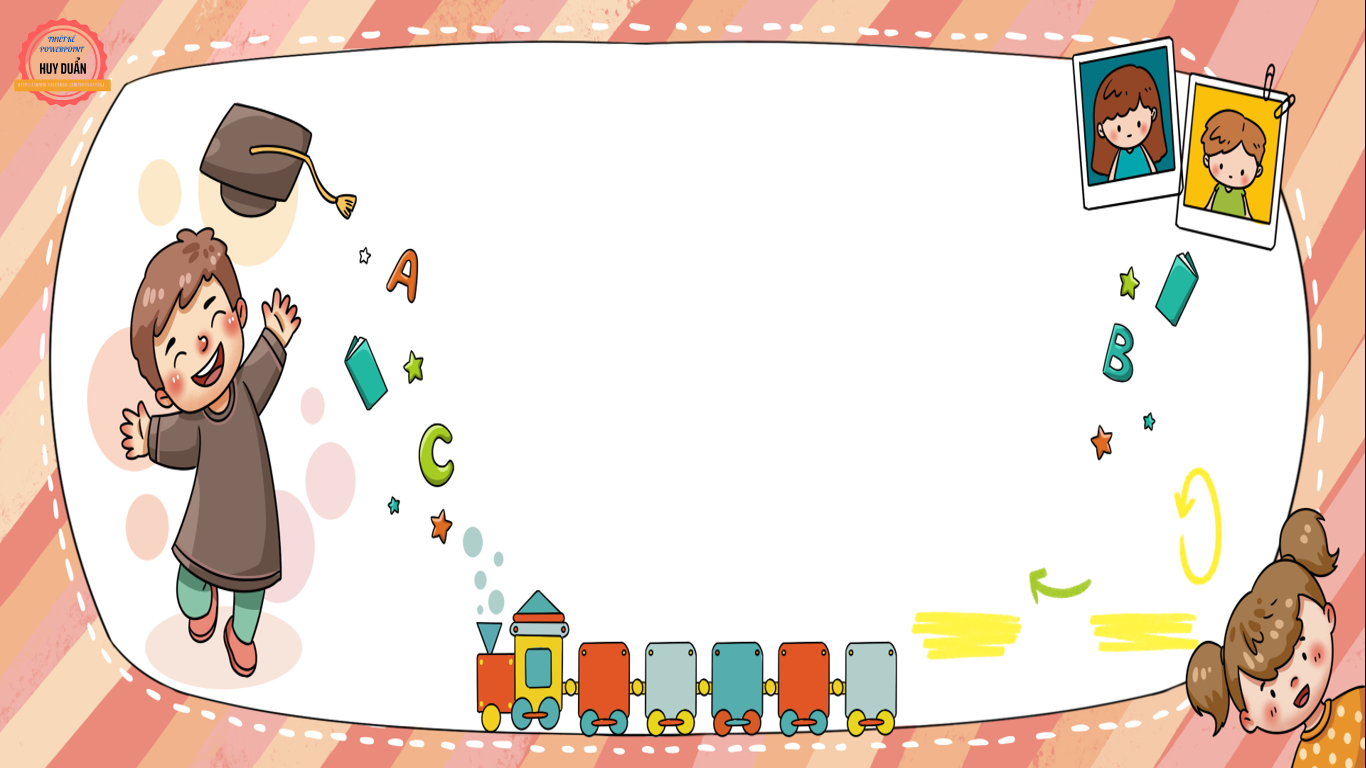 THIẾT KẾ
POWERPOINT
HUY DUẨN
A
B
C